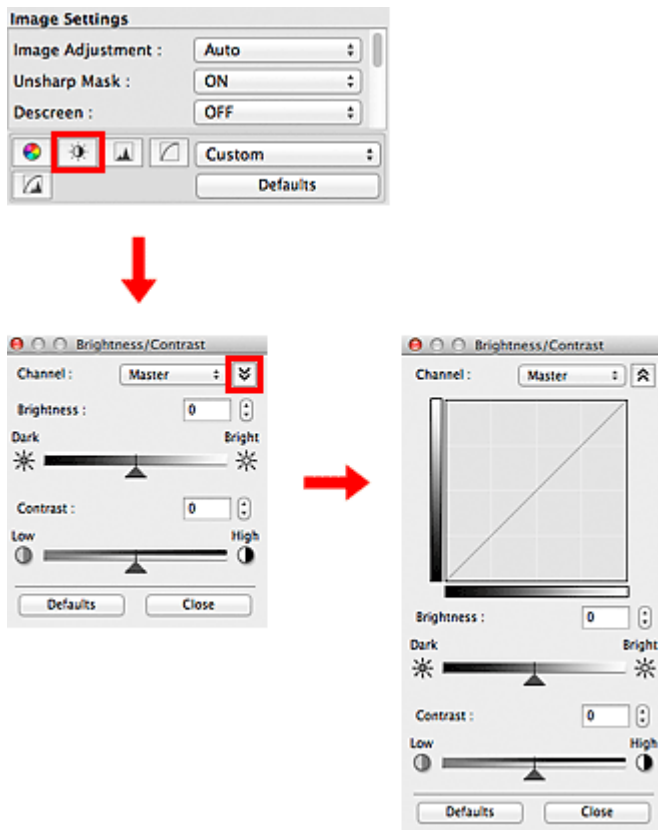 Image Settings
Image Adjustment : Auto
Unsharp Mask : ON
Descreen : OFF
Custom
Defaults
Brightness/Contrast
Channel : Master
Brightness : 0
Dark Bright
Contrast : 0
Low High
Defaults Close
Brightness/Contrast
Channel : Master
Brightness : 0
Dark Bright
Contrast : 0
Low High
Defaults Close